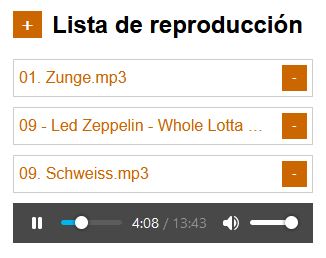 + Lista de reproducción
01. Zunge.mp3 -
09 - Led Zeppelin - Whole Lotta ... -
09. Schweiss.mp3 -
4:08 / 13:43